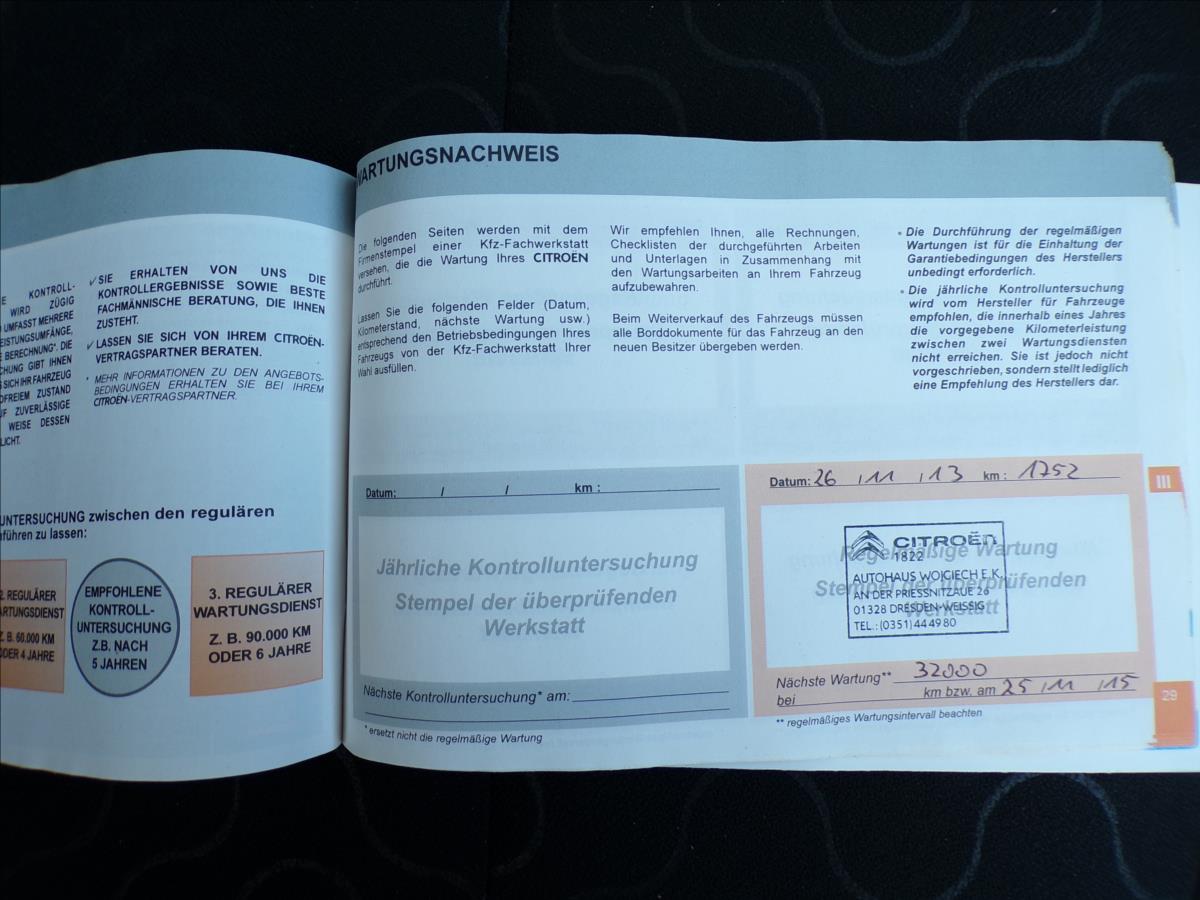 KONTROLL-
WIRD ZÜGIG
UMFASST MEHRERE
BERECHNUNG*. DIE
GIBT IHNEN
SICH IHR FAHRZEUG
ZUSTAND
ZUVERLÄSSIGE
WEISE DESSEN
✓ SIE ERHALTEN VON UNS DIE
KONTROLLERGEBNISSE SOWIE BESTE
FACHMÄNNISCHE BERATUNG, DIE IHNEN
ZUSTEHT.
✓ LASSEN SIE SICH VON IHREM CITROËN-
VERTRAGSPARTNER BERATEN.
* MEHR INFORMATIONEN ZU DEN ANGEBOTS-
BEDINGUNGEN ERHALTEN SIE BEI IHREM
CITROËN-VERTRAGSPARTNER.
UNTERSUCHUNG zwischen den regulären
zu lassen:
2. REGULÄRER
Z. B. 60.000 KM
ODER 4 JAHRE
EMPFOHLENE
KONTROLL-
UNTERSUCHUNG
Z.B. NACH
5 JAHREN
3. REGULÄRER
WARTUNGSDIENST
Z. B. 90.000 KM
ODER 6 JAHRE
WARTUNGSNACHWEIS
Die folgenden Seiten werden mit dem
Firmenstempel einer Kfz-Fachwerkstatt
versehen, die die Wartung Ihres CITROËN
durchführt.
Lassen Sie die folgenden Felder (Datum,
Kilometerstand, nächste Wartung usw.)
entsprechend den Betriebsbedingungen Ihres
Fahrzeugs von der Kfz-Fachwerkstatt Ihrer
Wahl ausfüllen.
Wir empfehlen Ihnen, alle Rechnungen,
Checklisten der durchgeführten Arbeiten
und Unterlagen in Zusammenhang mit
den Wartungsarbeiten an Ihrem Fahrzeug
aufzubewahren.
Beim Weiterverkauf des Fahrzeugs müssen
alle Borddokumente für das Fahrzeug an den
neuen Besitzer übergeben werden.
• Die Durchführung der regelmäßigen
Wartungen ist für die Einhaltung der
Garantiebedingungen des Herstellers
unbedingt erforderlich.
• Die jährliche Kontrolluntersuchung
wird vom Hersteller für Fahrzeuge
empfohlen, die innerhalb eines Jahres
die vorgegebene Kilometerleistung
zwischen zwei Wartungsdiensten
nicht erreichen. Sie ist jedoch nicht
vorgeschrieben, sondern stellt lediglich
eine Empfehlung des Herstellers dar.
Datum: / / km :
Jährliche Kontrolluntersuchung
Stempel der überprüfenden
Werkstatt
Nächste Kontrolluntersuchung* am:
* ersetzt nicht die regelmäßige Wartung
Datum: 26 / 11 / 13 km : 1752
Regelmäßige Wartung
Stempel der überprüfenden
Werkstatt
CITROËN
1822
AUTOHAUS WOJCIECH E.K.
AN DER PRIESSNITZAUE 26
01328 DRESDEN-WEISSIG
TEL.: (0351) 44 49 80
Nächste Wartung** 32000
bei km bzw. am 25 / 11 / 15
** regelmäßiges Wartungsintervall beachten
III
29